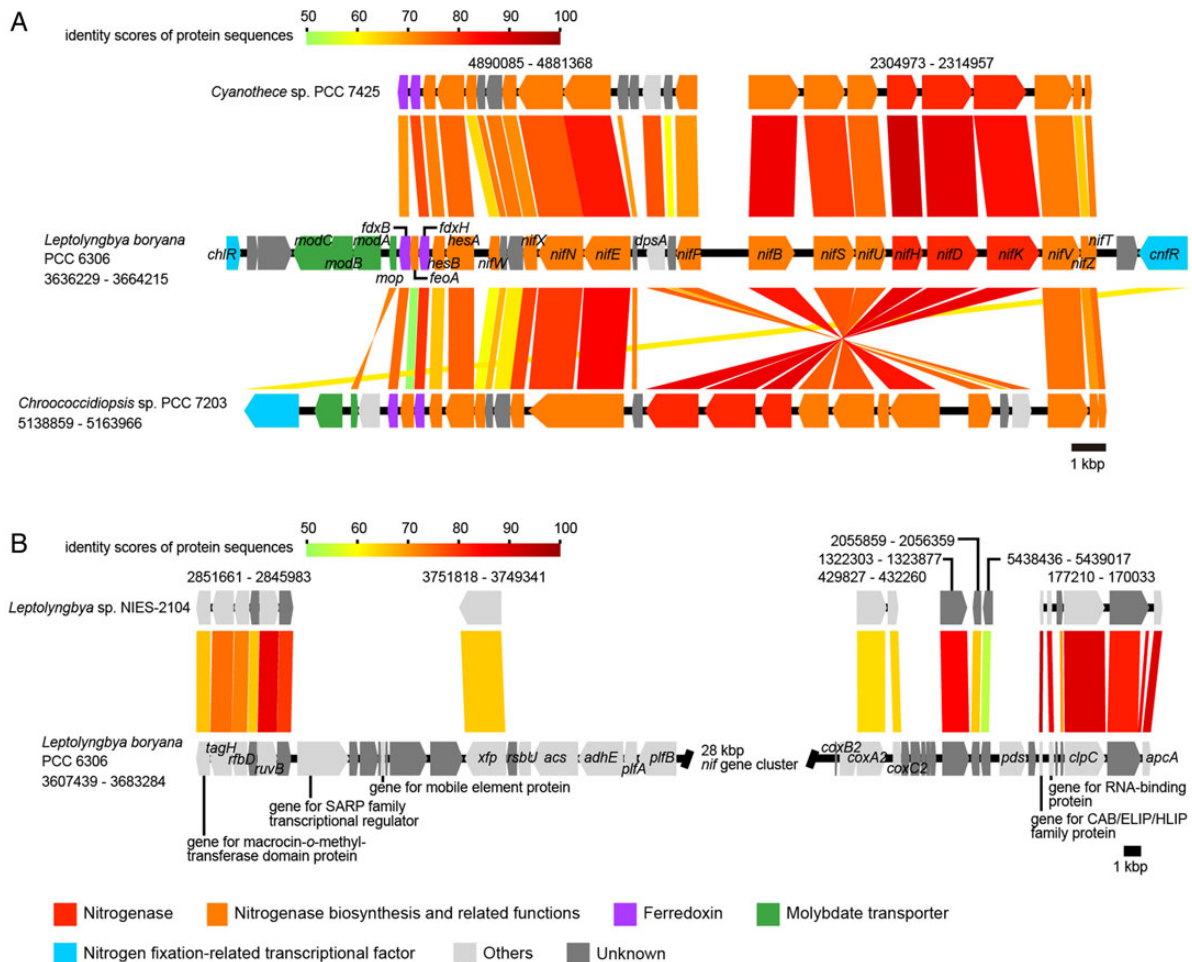 A
50 60 70 80 90 100
identity scores of protein sequences
4890085 - 4881368
2304973 - 2314957
Cyanothece sp. PCC 7425
fdxB fdxH nifT
Leptolyngbya boryana
PCC 6306
3636229 - 3664215
modC modA hesA nifX dpsA
chlR nifN nifE nifP nifB nifS nifU nifH nifD nifK nifV cnfR
modB hesB nifW nifZ
mop feoA
Chroococcidiopsis sp. PCC 7203
5138859 - 5163966
1 kbp
B
50 60 70 80 90 100
identity scores of protein sequences
2851661 - 2845983
3751818 - 3749341
2055859 - 2056359
1322303 - 1323877
429827 - 432260
5438436 - 5439017
177210 - 170033
Leptolyngbya sp. NIES-2104
Leptolyngbya boryana
PCC 6306
3607439 - 3683284
tagH
rfbD
ruvB
xfp rsbU acs adhE plfA plfB
28 kbp
nif gene cluster
coxB2
coxA2
coxC2
pds clpC apcA
gene for mobile element protein
gene for SARP family
transcriptional regulator
gene for macrocin-o-methyl-
transferase domain protein
gene for RNA-binding
protein
gene for CAB/ELIP/HLIP
family protein
1 kbp
Nitrogenase Nitrogenase biosynthesis and related functions Ferredoxin Molybdate transporter
Nitrogen fixation-related transcriptional factor Others Unknown